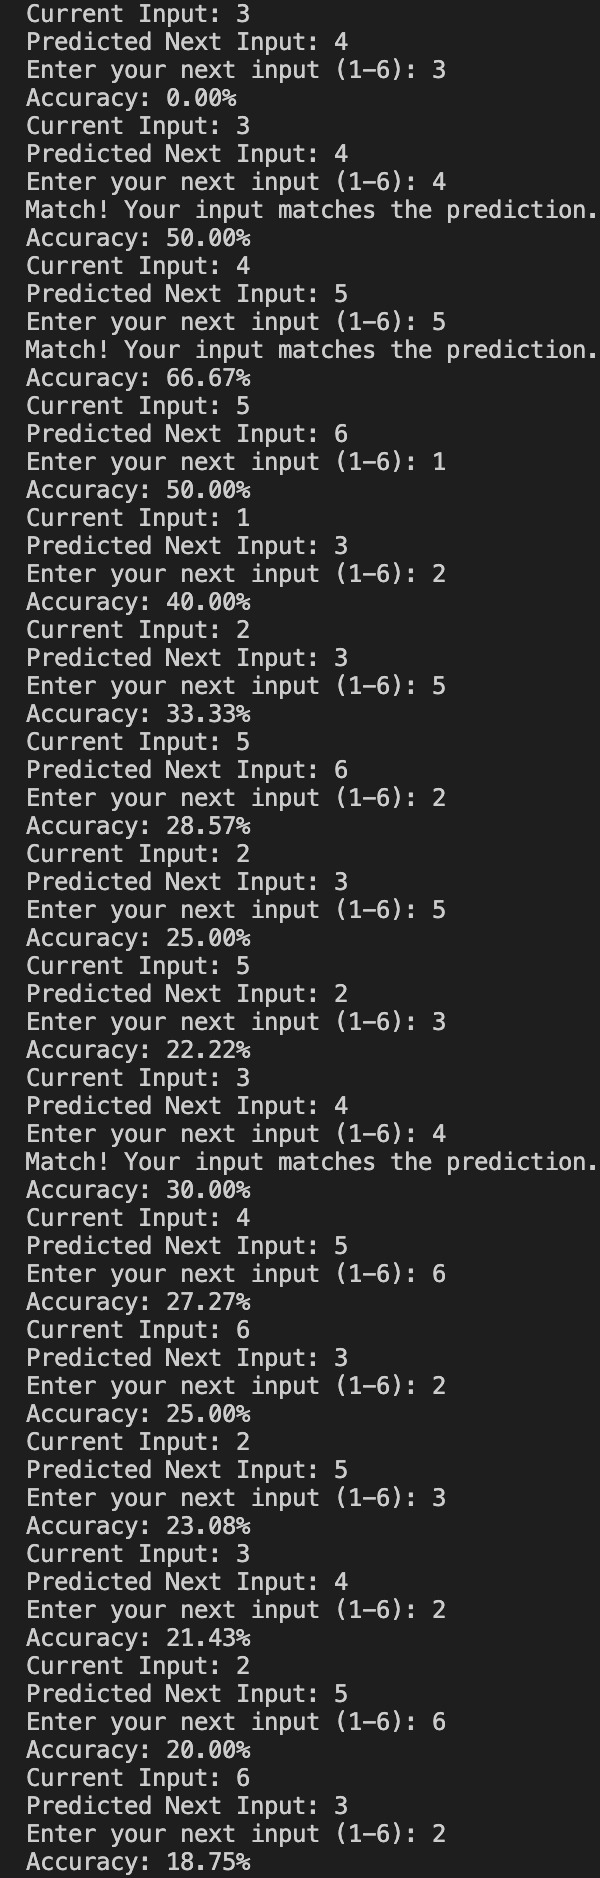 Current Input: 3
Predicted Next Input: 4
Enter your next input (1-6): 3
Accuracy: 0.00%
Current Input: 3
Predicted Next Input: 4
Enter your next input (1-6): 4
Match! Your input matches the prediction.
Accuracy: 50.00%
Current Input: 4
Predicted Next Input: 5
Enter your next input (1-6): 5
Match! Your input matches the prediction.
Accuracy: 66.67%
Current Input: 5
Predicted Next Input: 6
Enter your next input (1-6): 1
Accuracy: 50.00%
Current Input: 1
Predicted Next Input: 3
Enter your next input (1-6): 2
Accuracy: 40.00%
Current Input: 2
Predicted Next Input: 3
Enter your next input (1-6): 5
Accuracy: 33.33%
Current Input: 5
Predicted Next Input: 6
Enter your next input (1-6): 2
Accuracy: 28.57%
Current Input: 2
Predicted Next Input: 3
Enter your next input (1-6): 5
Accuracy: 25.00%
Current Input: 5
Predicted Next Input: 2
Enter your next input (1-6): 3
Accuracy: 22.22%
Current Input: 3
Predicted Next Input: 4
Enter your next input (1-6): 4
Match! Your input matches the prediction.
Accuracy: 30.00%
Current Input: 4
Predicted Next Input: 5
Enter your next input (1-6): 6
Accuracy: 27.27%
Current Input: 6
Predicted Next Input: 3
Enter your next input (1-6): 2
Accuracy: 25.00%
Current Input: 2
Predicted Next Input: 5
Enter your next input (1-6): 3
Accuracy: 23.08%
Current Input: 3
Predicted Next Input: 4
Enter your next input (1-6): 2
Accuracy: 21.43%
Current Input: 2
Predicted Next Input: 5
Enter your next input (1-6): 6
Accuracy: 20.00%
Current Input: 6
Predicted Next Input: 3
Enter your next input (1-6): 2
Accuracy: 18.75%